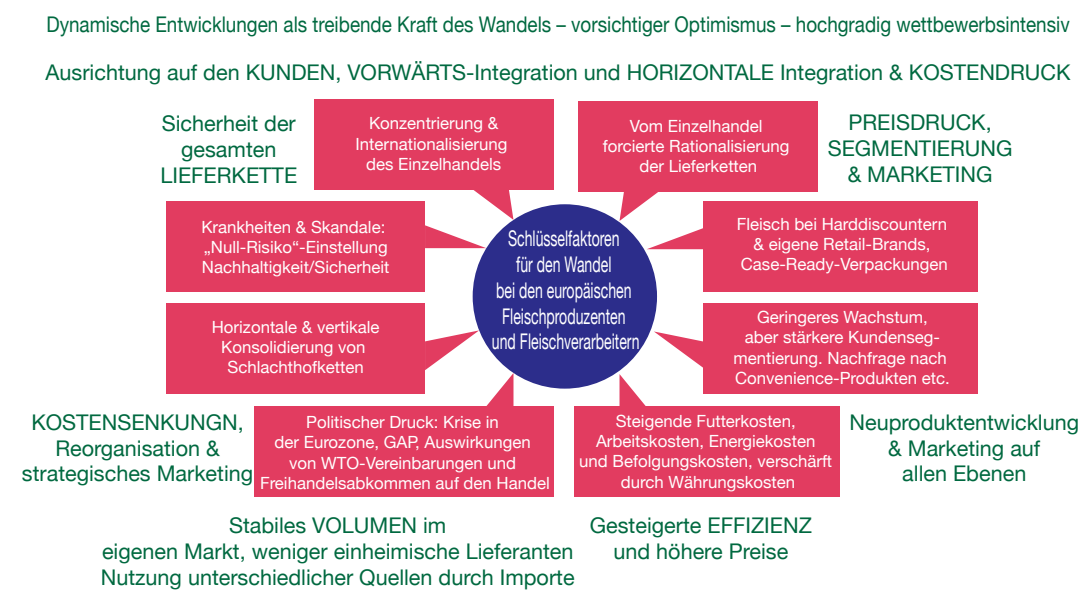 Dynamische Entwicklungen als treibende Kraft des Wandels – vorsichtiger Optimismus – hochgradig wettbewerbsintensiv
Ausrichtung auf den KUNDEN, VORWÄRTS-Integration und HORIZONTALE Integration & KOSTENDRUCK
Sicherheit der
gesamten
LIEFERKETTE
Konzentrierung &
Internationalisierung
des Einzelhandels
Vom Einzelhandel
forcierte Rationalisierung
der Lieferketten
PREISDRUCK,
SEGMENTIERUNG
& MARKETING
Krankheiten & Skandale:
„Null-Risiko“-Einstellung
Nachhaltigkeit/Sicherheit
Schlüsselfaktoren
für den Wandel
bei den europäischen
Fleischproduzenten
und Fleischverarbeitern
Fleisch bei Harddiscountern
& eigene Retail-Brands,
Case-Ready-Verpackungen
Horizontale & vertikale
Konsolidierung von
Schlachthofketten
Geringeres Wachstum,
aber stärkere Kundenseg-
mentierung. Nachfrage nach
Convenience-Produkten etc.
KOSTENSENKUNGN,
Reorganisation &
strategisches Marketing
Politischer Druck: Krise in
der Eurozone, GAP, Auswirkungen
von WTO-Vereinbarungen und
Freihandelsabkommen auf den Handel
Steigende Futterkosten,
Arbeitskosten, Energiekosten
und Befolgungskosten, verschärft
durch Währungskosten
Neuproduktentwicklung
& Marketing auf
allen Ebenen
Stabiles VOLUMEN im
eigenen Markt, weniger einheimische Lieferanten
Nutzung unterschiedlicher Quellen durch Importe
Gesteigerte EFFIZIENZ
und höhere Preise